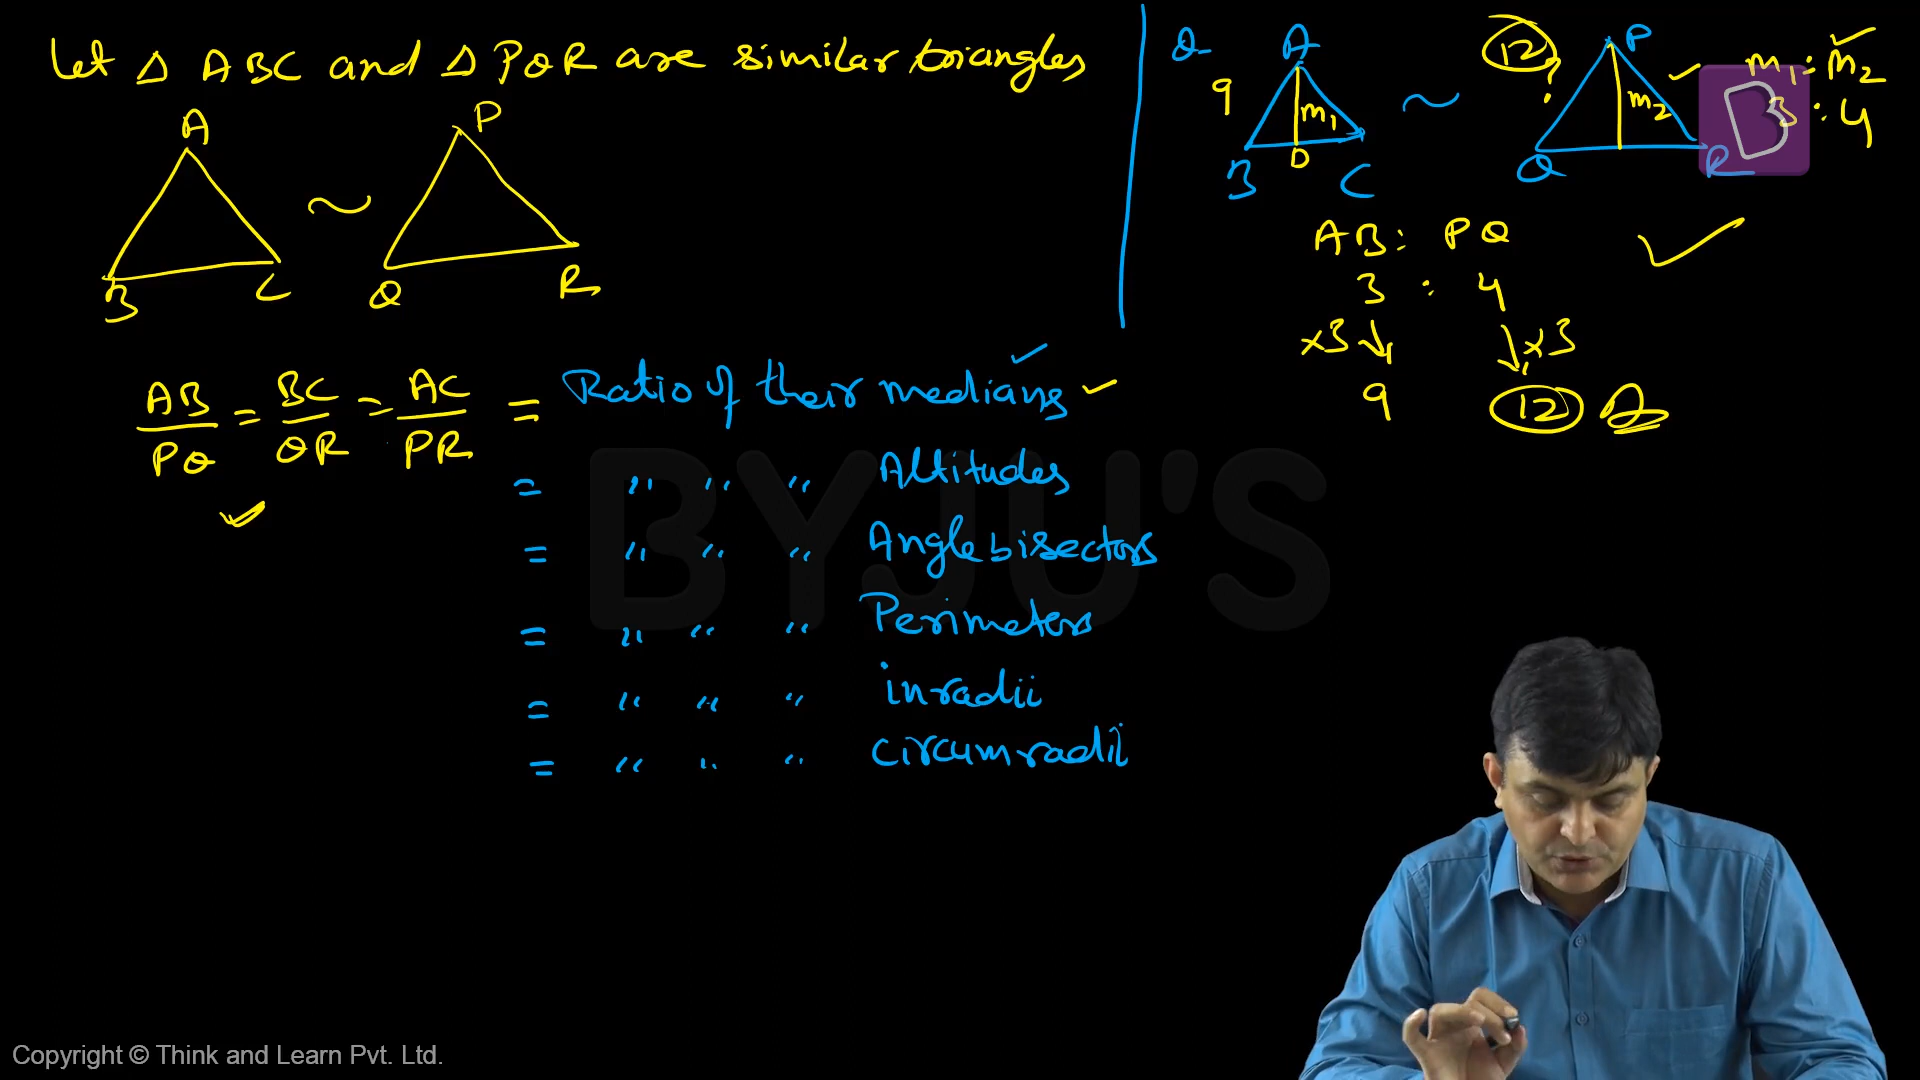 Let Δ ABC and Δ PQR are similar triangles
A
P
~
B
C
Q
R
AB/PQ = BC/QR = AC/PR = Ratio of their medians
= " " " Altitudes
= " " " Angle bisectors
= " " " Perimeters
= " " " inradii
= " " " circumradii
Q
A
9
m1
B
D
C
~
12
?
P
m2
Q
R
m1 : m2
3 : 4
AB : PQ
3 : 4
×3 ×3
9 12 A
BYJU'S
B
Copyright © Think and Learn Pvt. Ltd.